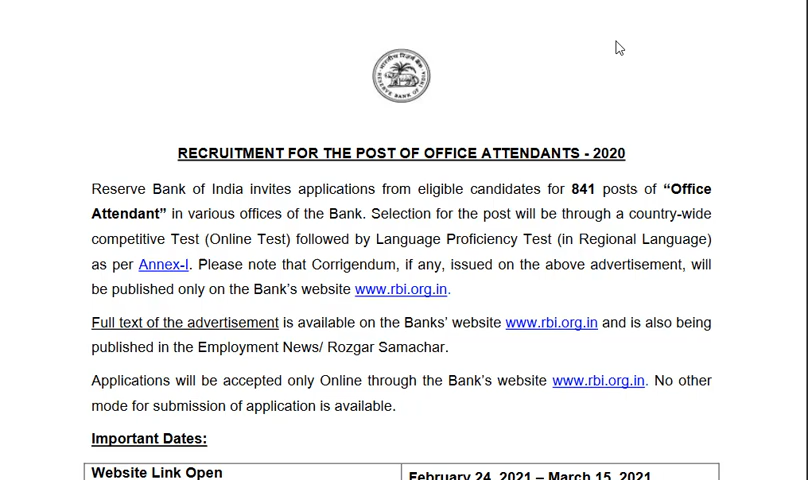 RECRUITMENT FOR THE POST OF OFFICE ATTENDANTS - 2020
Reserve Bank of India invites applications from eligible candidates for 841 posts of “Office
Attendant” in various offices of the Bank. Selection for the post will be through a country-wide
competitive Test (Online Test) followed by Language Proficiency Test (in Regional Language)
as per Annex-I. Please note that Corrigendum, if any, issued on the above advertisement, will
be published only on the Bank’s website www.rbi.org.in.
Full text of the advertisement is available on the Banks’ website www.rbi.org.in and is also being
published in the Employment News/ Rozgar Samachar.
Applications will be accepted only Online through the Bank’s website www.rbi.org.in. No other
mode for submission of application is available.
Important Dates:
Website Link Open
February 24, 2021 – March 15, 2021